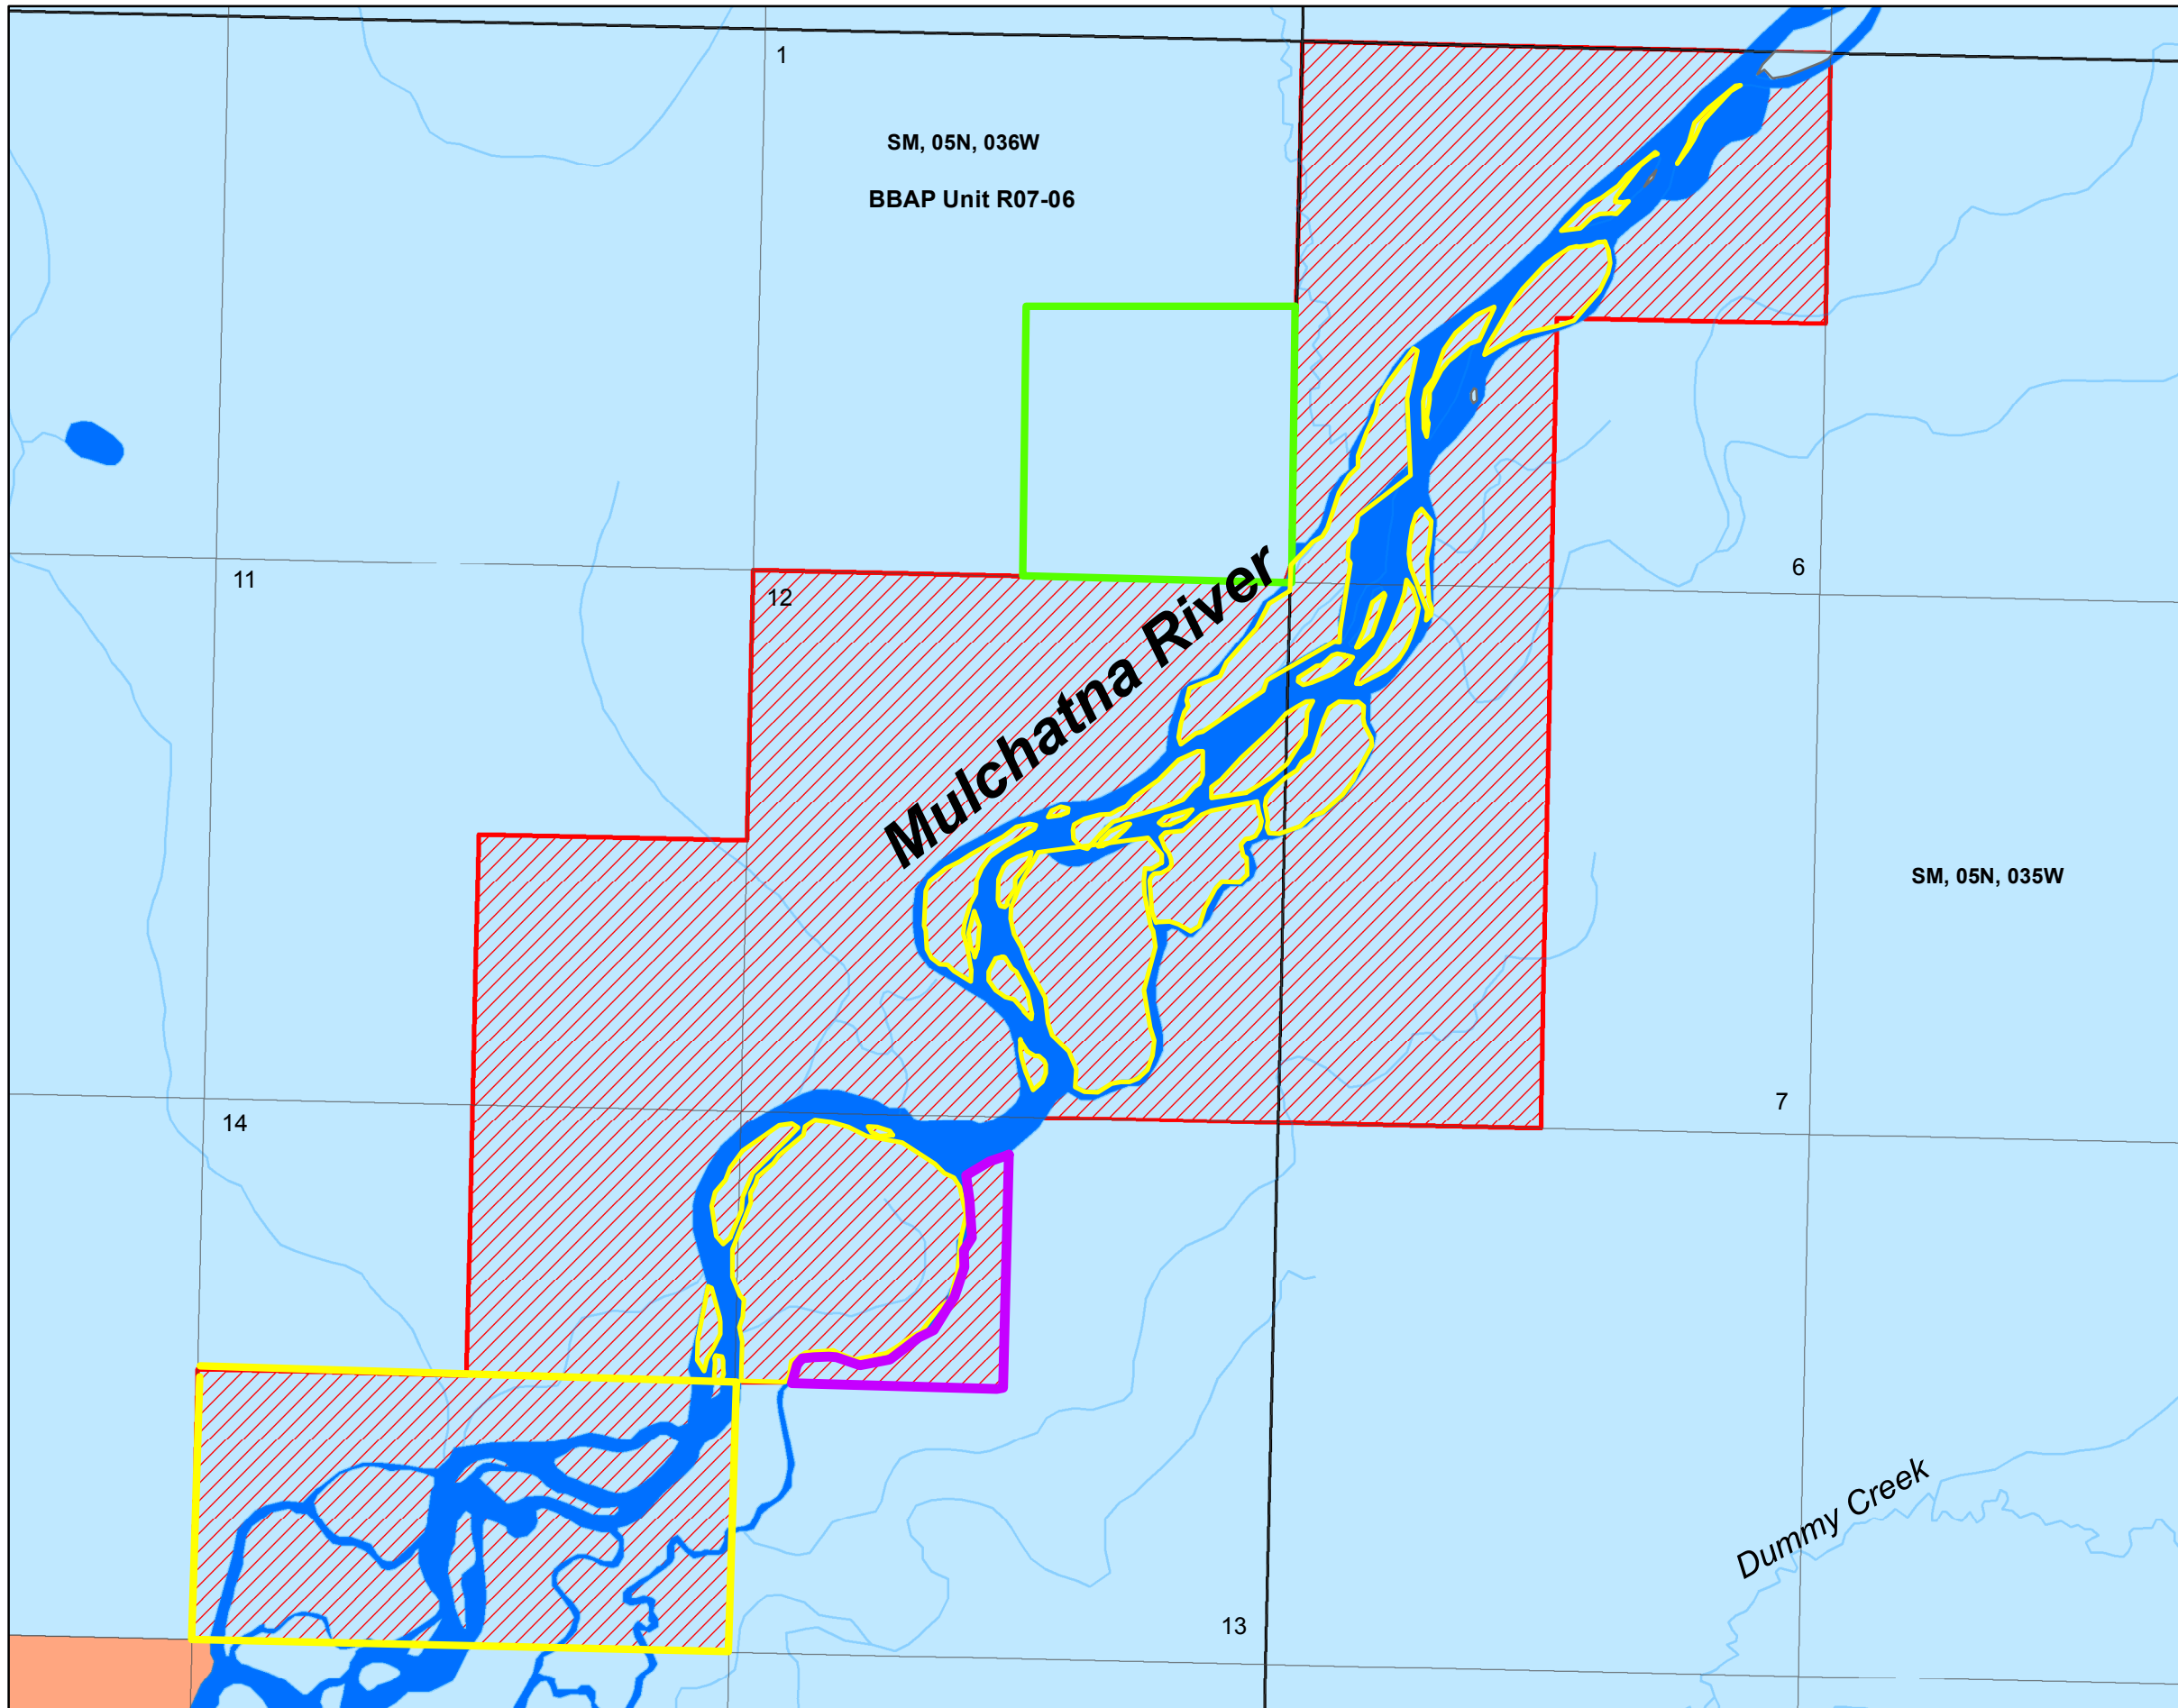 1
SM, 05N, 036W
BBAP Unit R07-06
11
12
6
Mulchatna River
SM, 05N, 035W
14
7
Dummy Creek
13